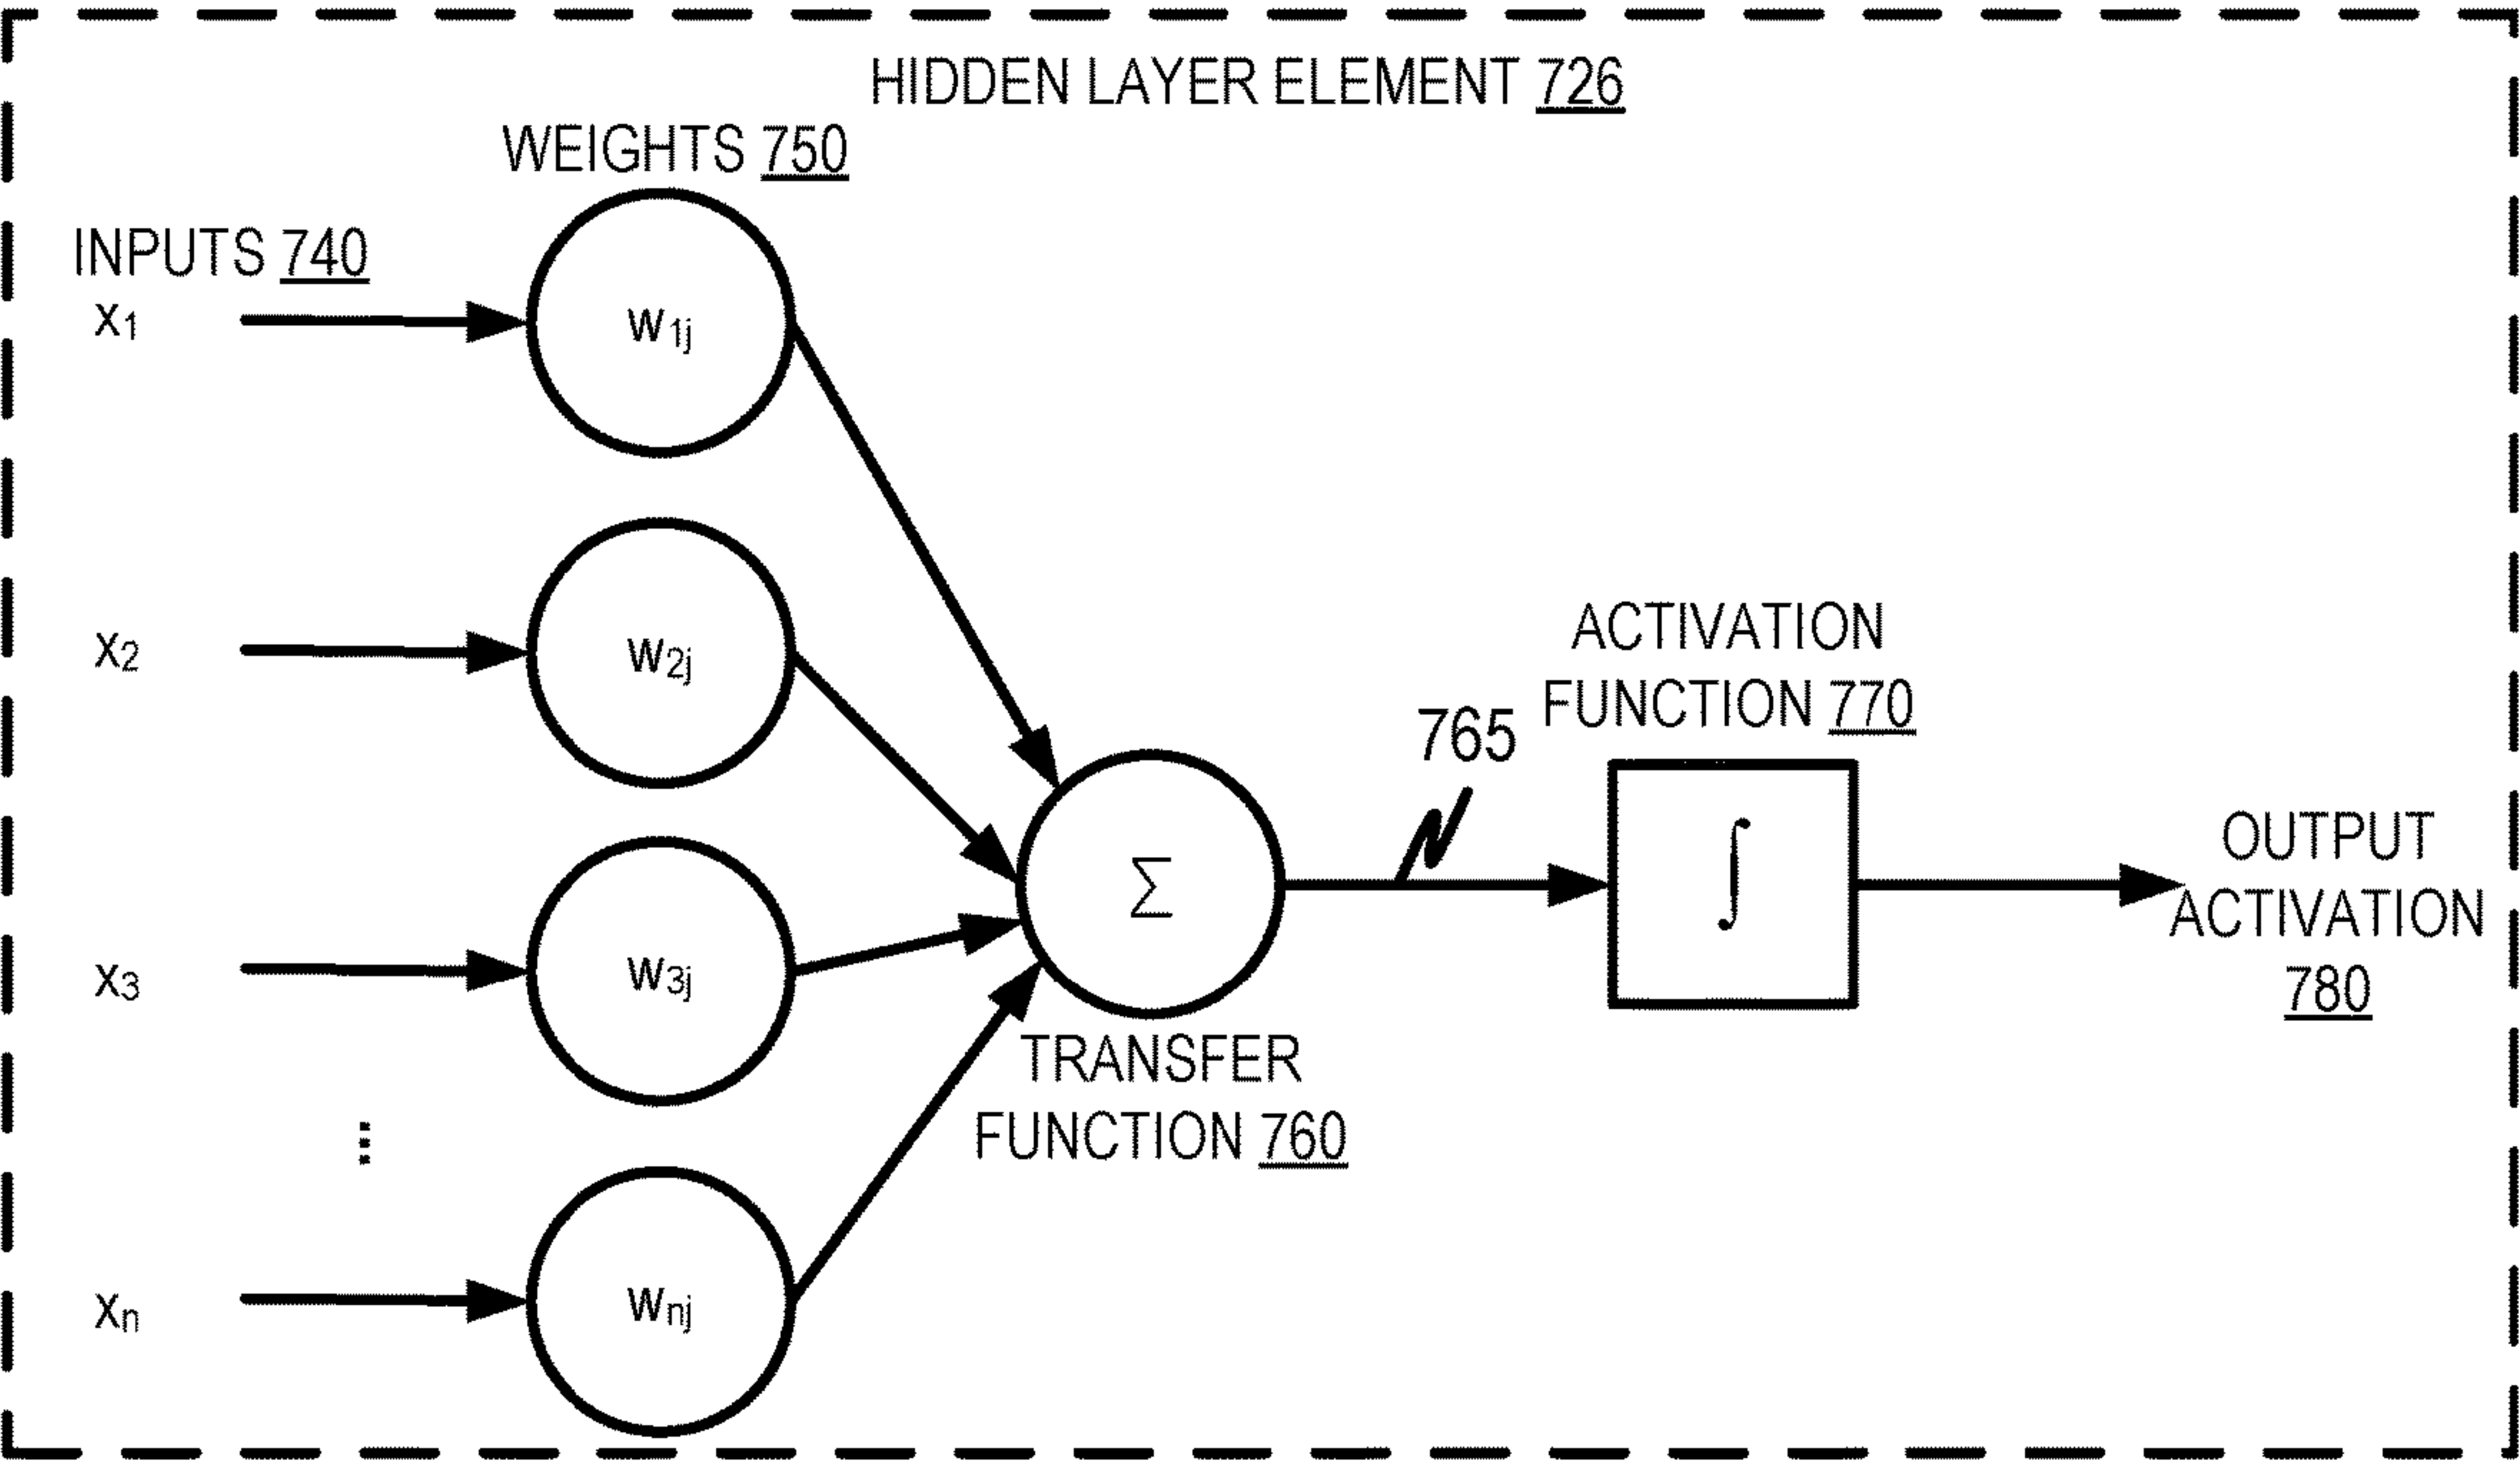 HIDDEN LAYER ELEMENT 726
WEIGHTS 750
INPUTS 740
x1
w1j
x2
w2j
x3
w3j
...
xn
wnj
Σ
TRANSFER
FUNCTION 760
765
ACTIVATION
FUNCTION 770
∫
OUTPUT
ACTIVATION
780